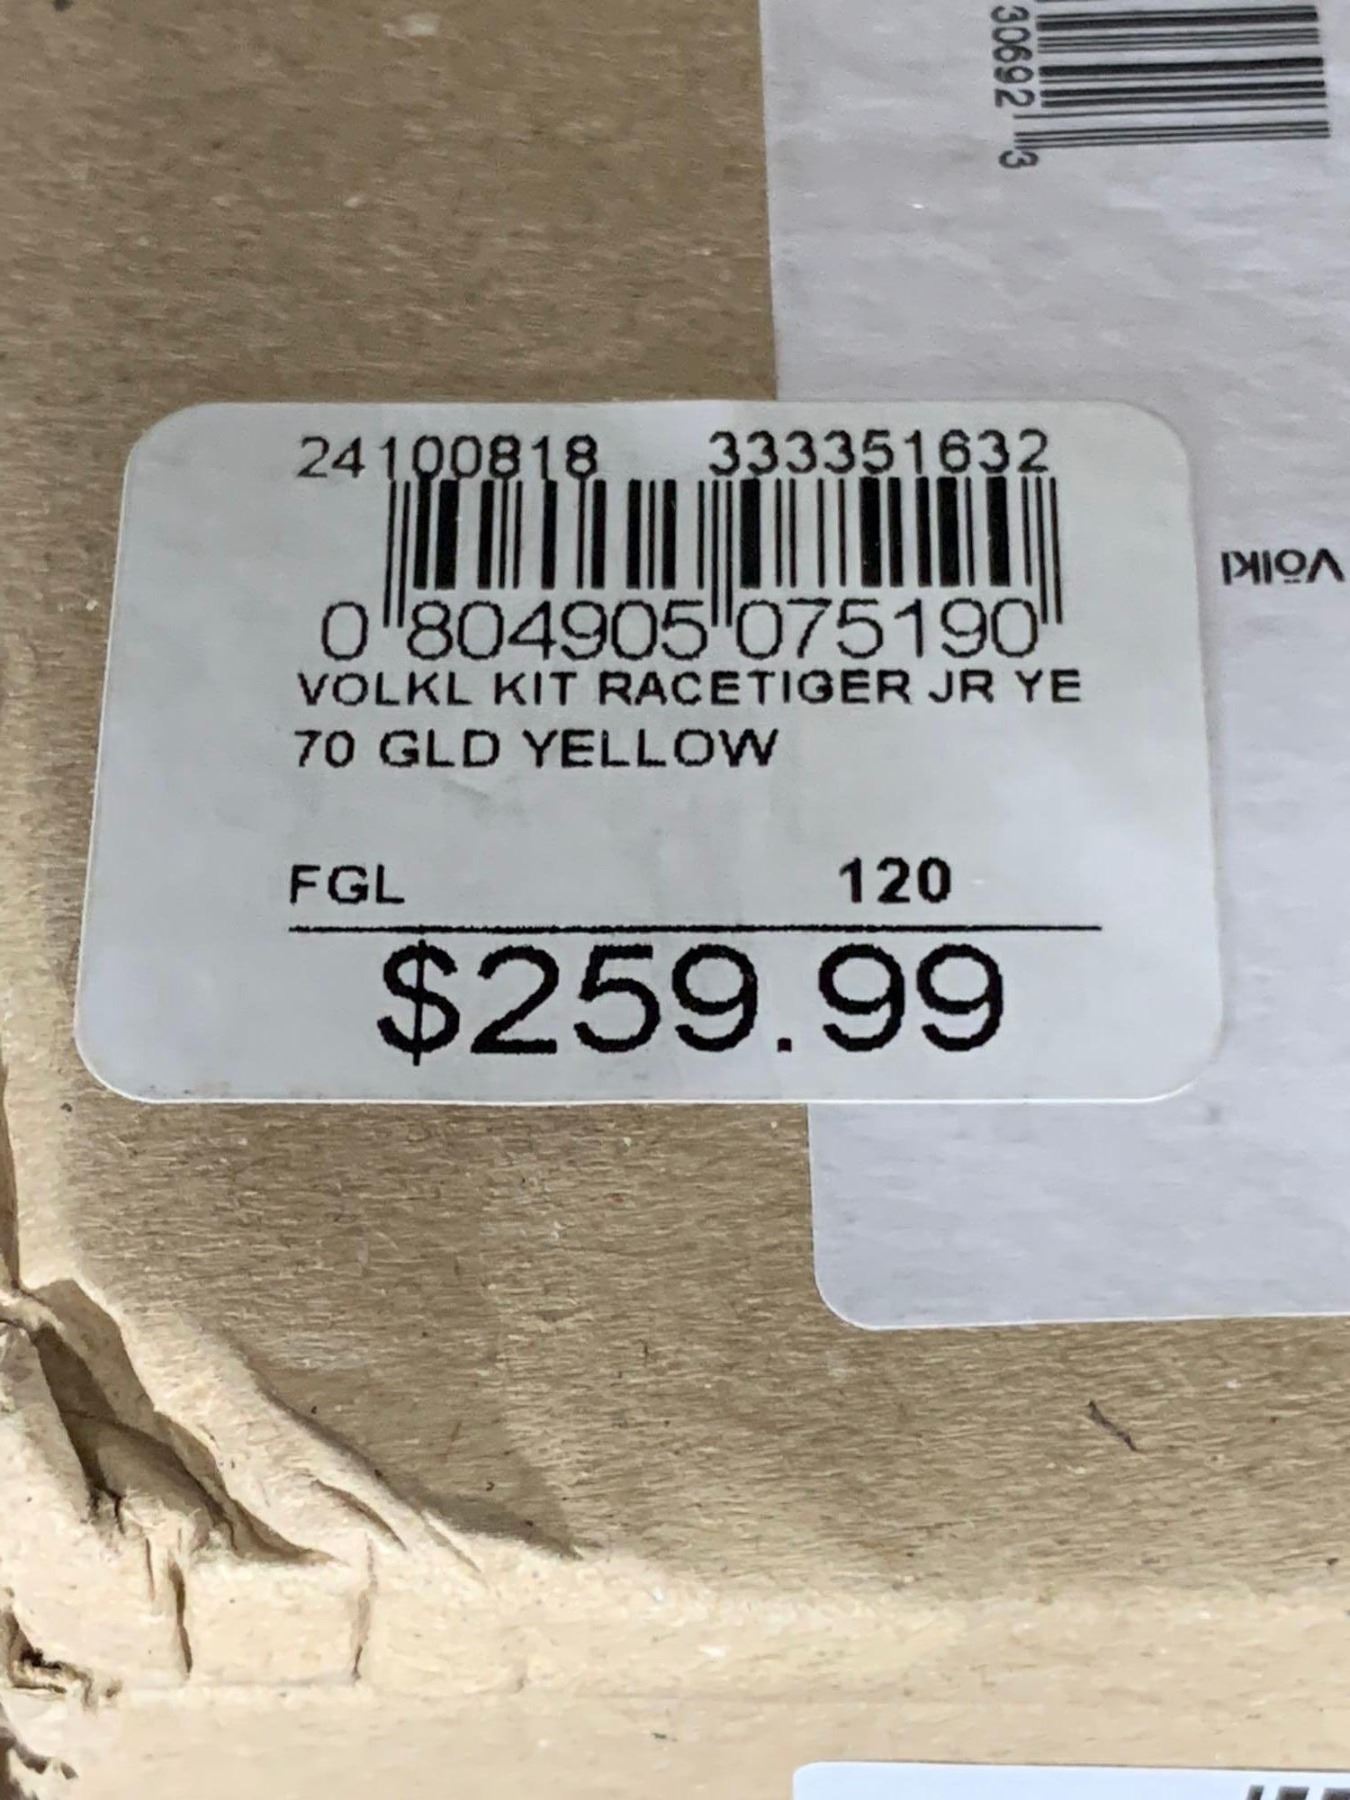 30692 3
24100818 333351632
0 804905 075190
VOLKL KIT RACETIGER JR YE
70 GLD YELLOW
FGL 120
$259.99
Völkl